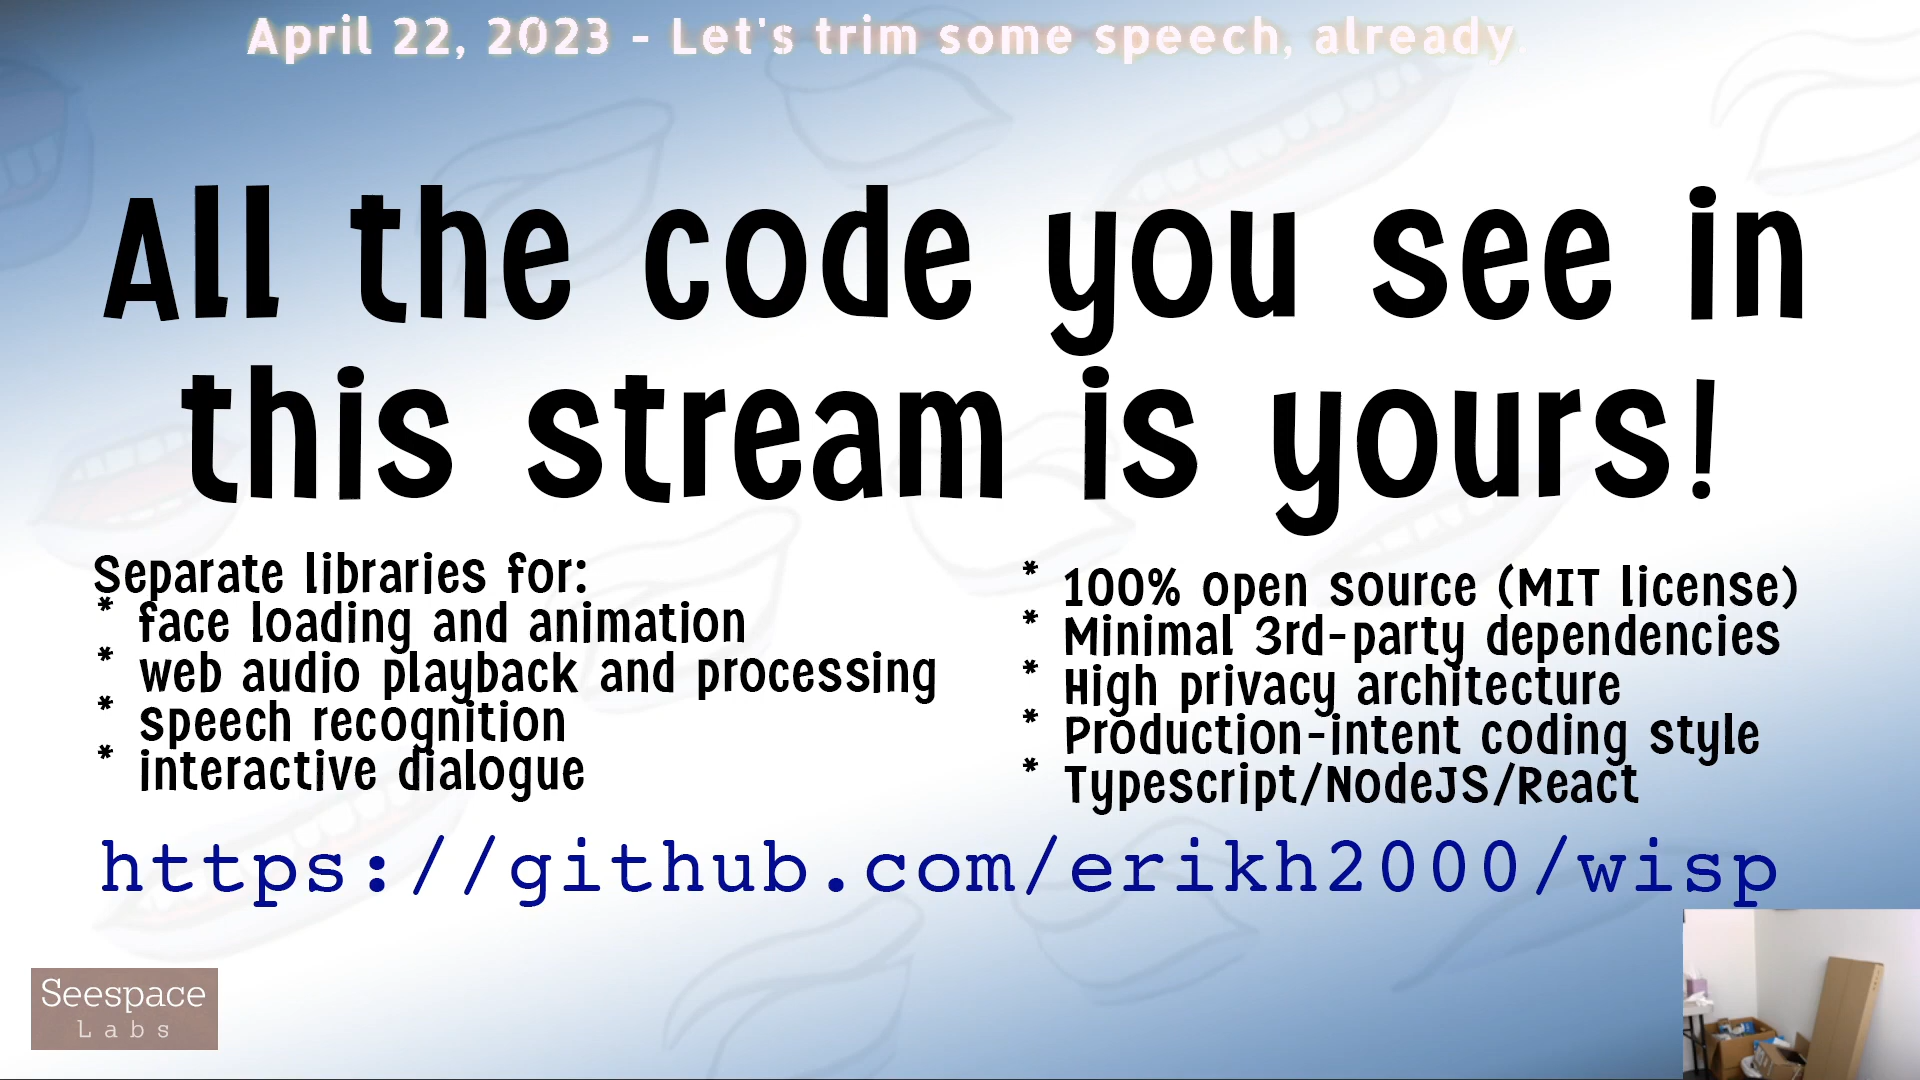 April 22, 2023 - Let's trim some speech, already.
All the code you see in
this stream is yours!
Separate libraries for:
* face loading and animation
* web audio playback and processing
* speech recognition
* interactive dialogue
* 100% open source (MIT license)
* Minimal 3rd-party dependencies
* High privacy architecture
* Production-intent coding style
* Typescript/NodeJS/React
https://github.com/erikh2000/wisp
Seespace
Labs